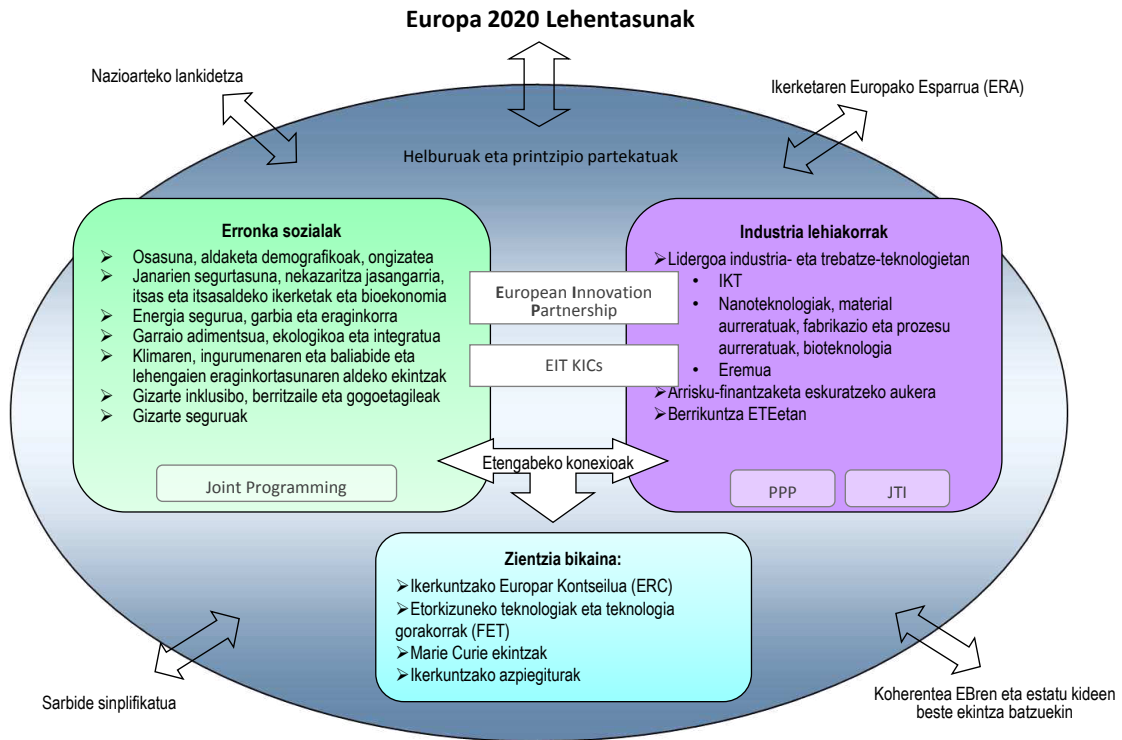 Europa 2020 Lehentasunak
Nazioarteko lankidetza
Ikerketaren Europako Esparrua (ERA)
Helburuak eta printzipio partekatuak
Erronka sozialak
➢ Osasuna, aldaketa demografikoak, ongizatea
➢ Janarien segurtasuna, nekazaritza jasangarria,
itsas eta itsasaldeko ikerketak eta bioekonomia
➢ Energia segurua, garbia eta eraginkorra
➢ Garraio adimentsua, ekologikoa eta integratua
➢ Klimaren, ingurumenaren eta baliabide eta
lehengaien eraginkortasunaren aldeko ekintzak
➢ Gizarte inklusibo, berritzaile eta gogoetagileak
➢ Gizarte seguruak
Joint Programming
European Innovation
Partnership
EIT KICs
Industria lehiakorrak
➢Lidergoa industria- eta trebatze-teknologietan
• IKT
• Nanoteknologiak, material
aurreratuak, fabrikazio eta prozesu
aurreratuak, bioteknologia
• Eremua
➢Arrisku-finantzaketa eskuratzeko aukera
➢Berrikuntza ETEetan
PPP
JTI
Etengabeko konexioak
Zientzia bikaina:
➢Ikerkuntzako Europar Kontseilua (ERC)
➢Etorkizuneko teknologiak eta teknologia
gorakorrak (FET)
➢Marie Curie ekintzak
➢Ikerkuntzako azpiegiturak
Sarbide sinplifikatua
Koherentea EBren eta estatu kideen
beste ekintza batzuekin